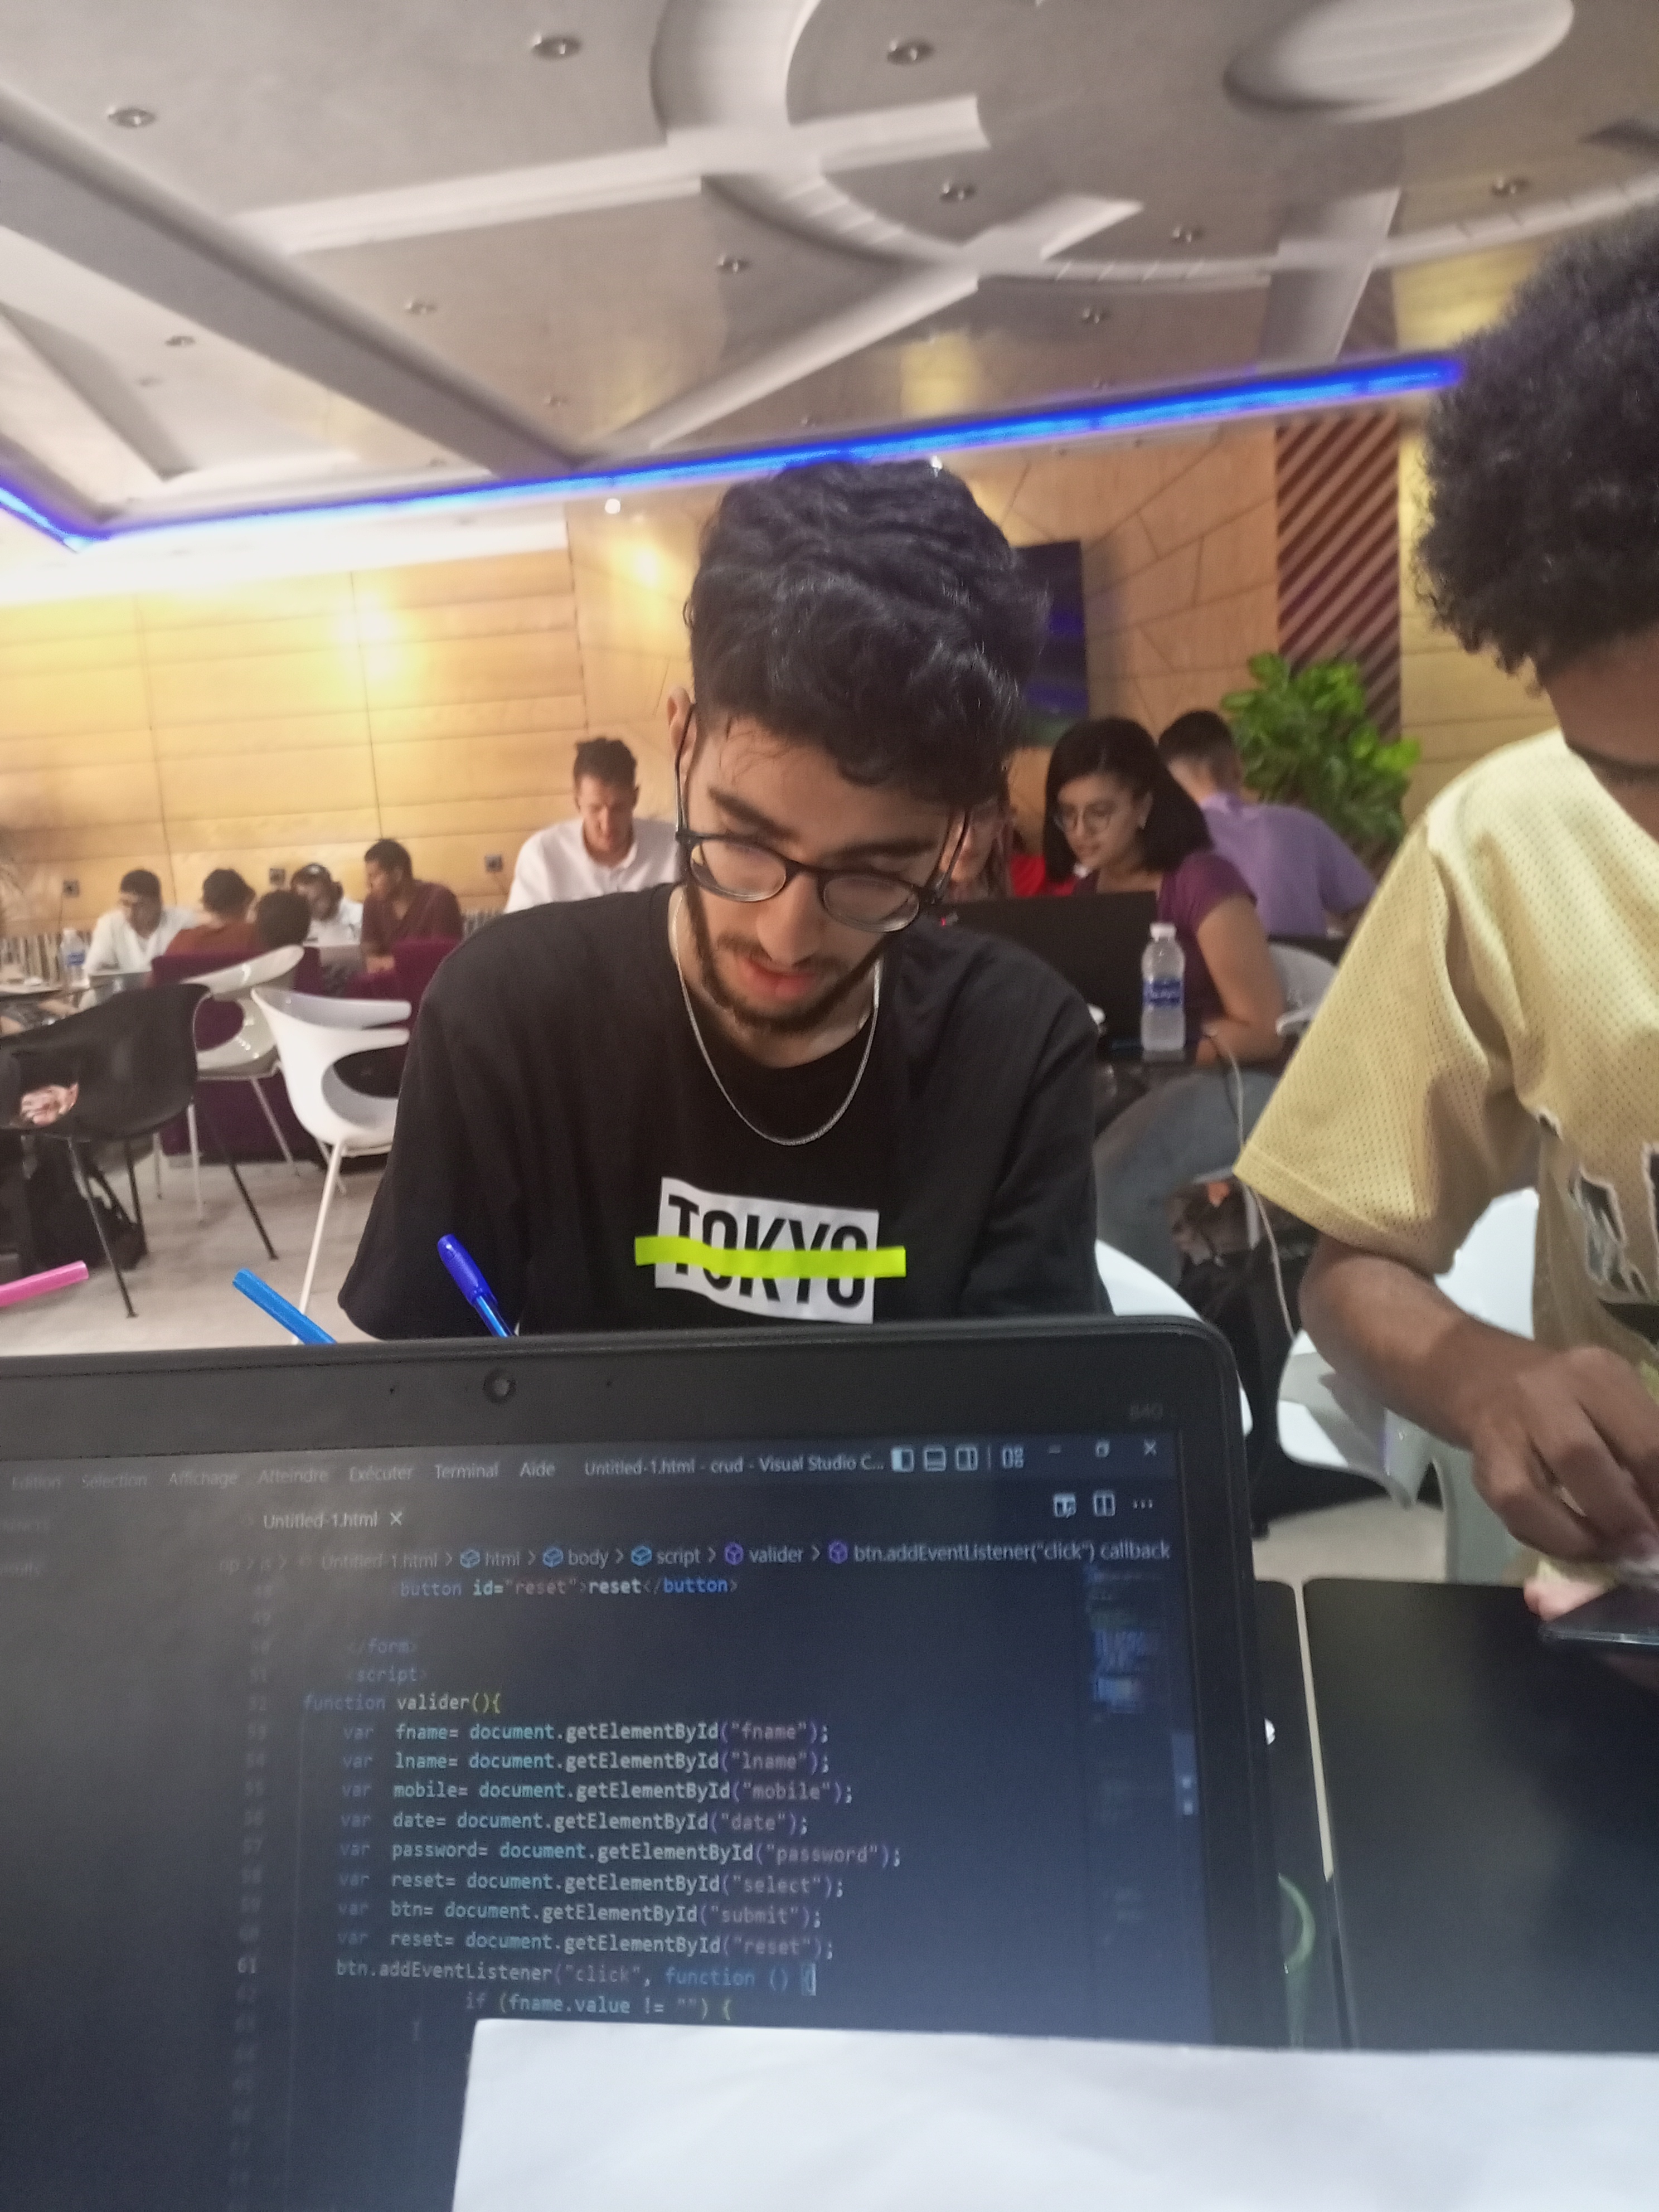 TOKYO
840
Edition Sélection Affichage Atteindre Exécuter Terminal Aide Untitled-1.html - crud - Visual Studio C...
Untitled-1.html
op > js > Untitled-1.html > html > body > script > valider > btn.addEventListener("click") callback
48 button id="reset">reset</button>
49
50 </form>
51 <script>
52 function valider(){
53 var fname= document.getElementById("fname");
54 var lname= document.getElementById("lname");
55 var mobile= document.getElementById("mobile");
56 var date= document.getElementById("date");
57 var password= document.getElementById("password");
58 var reset= document.getElementById("select");
59 var btn= document.getElementById("submit");
60 var reset= document.getElementById("reset");
61 btn.addEventListener("click", function () {
62 if (fname.value != "") {